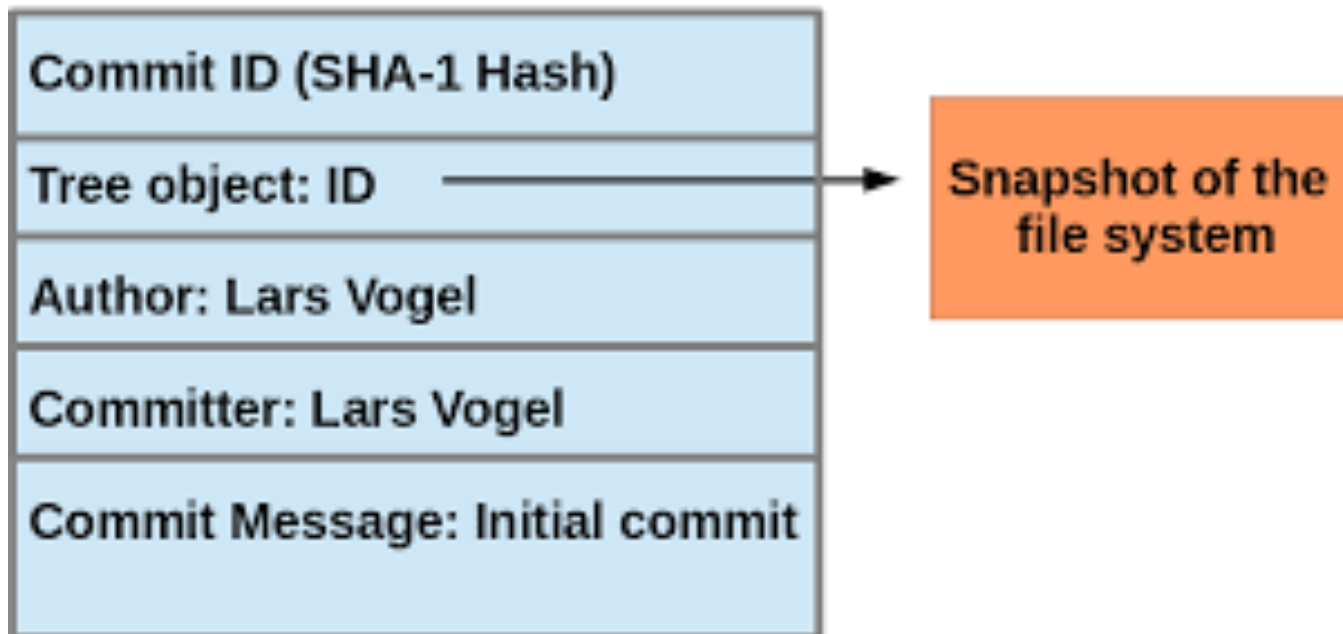 Commit ID (SHA-1 Hash)
Tree object: ID
Snapshot of the
file system
Author: Lars Vogel
Committer: Lars Vogel
Commit Message: Initial commit